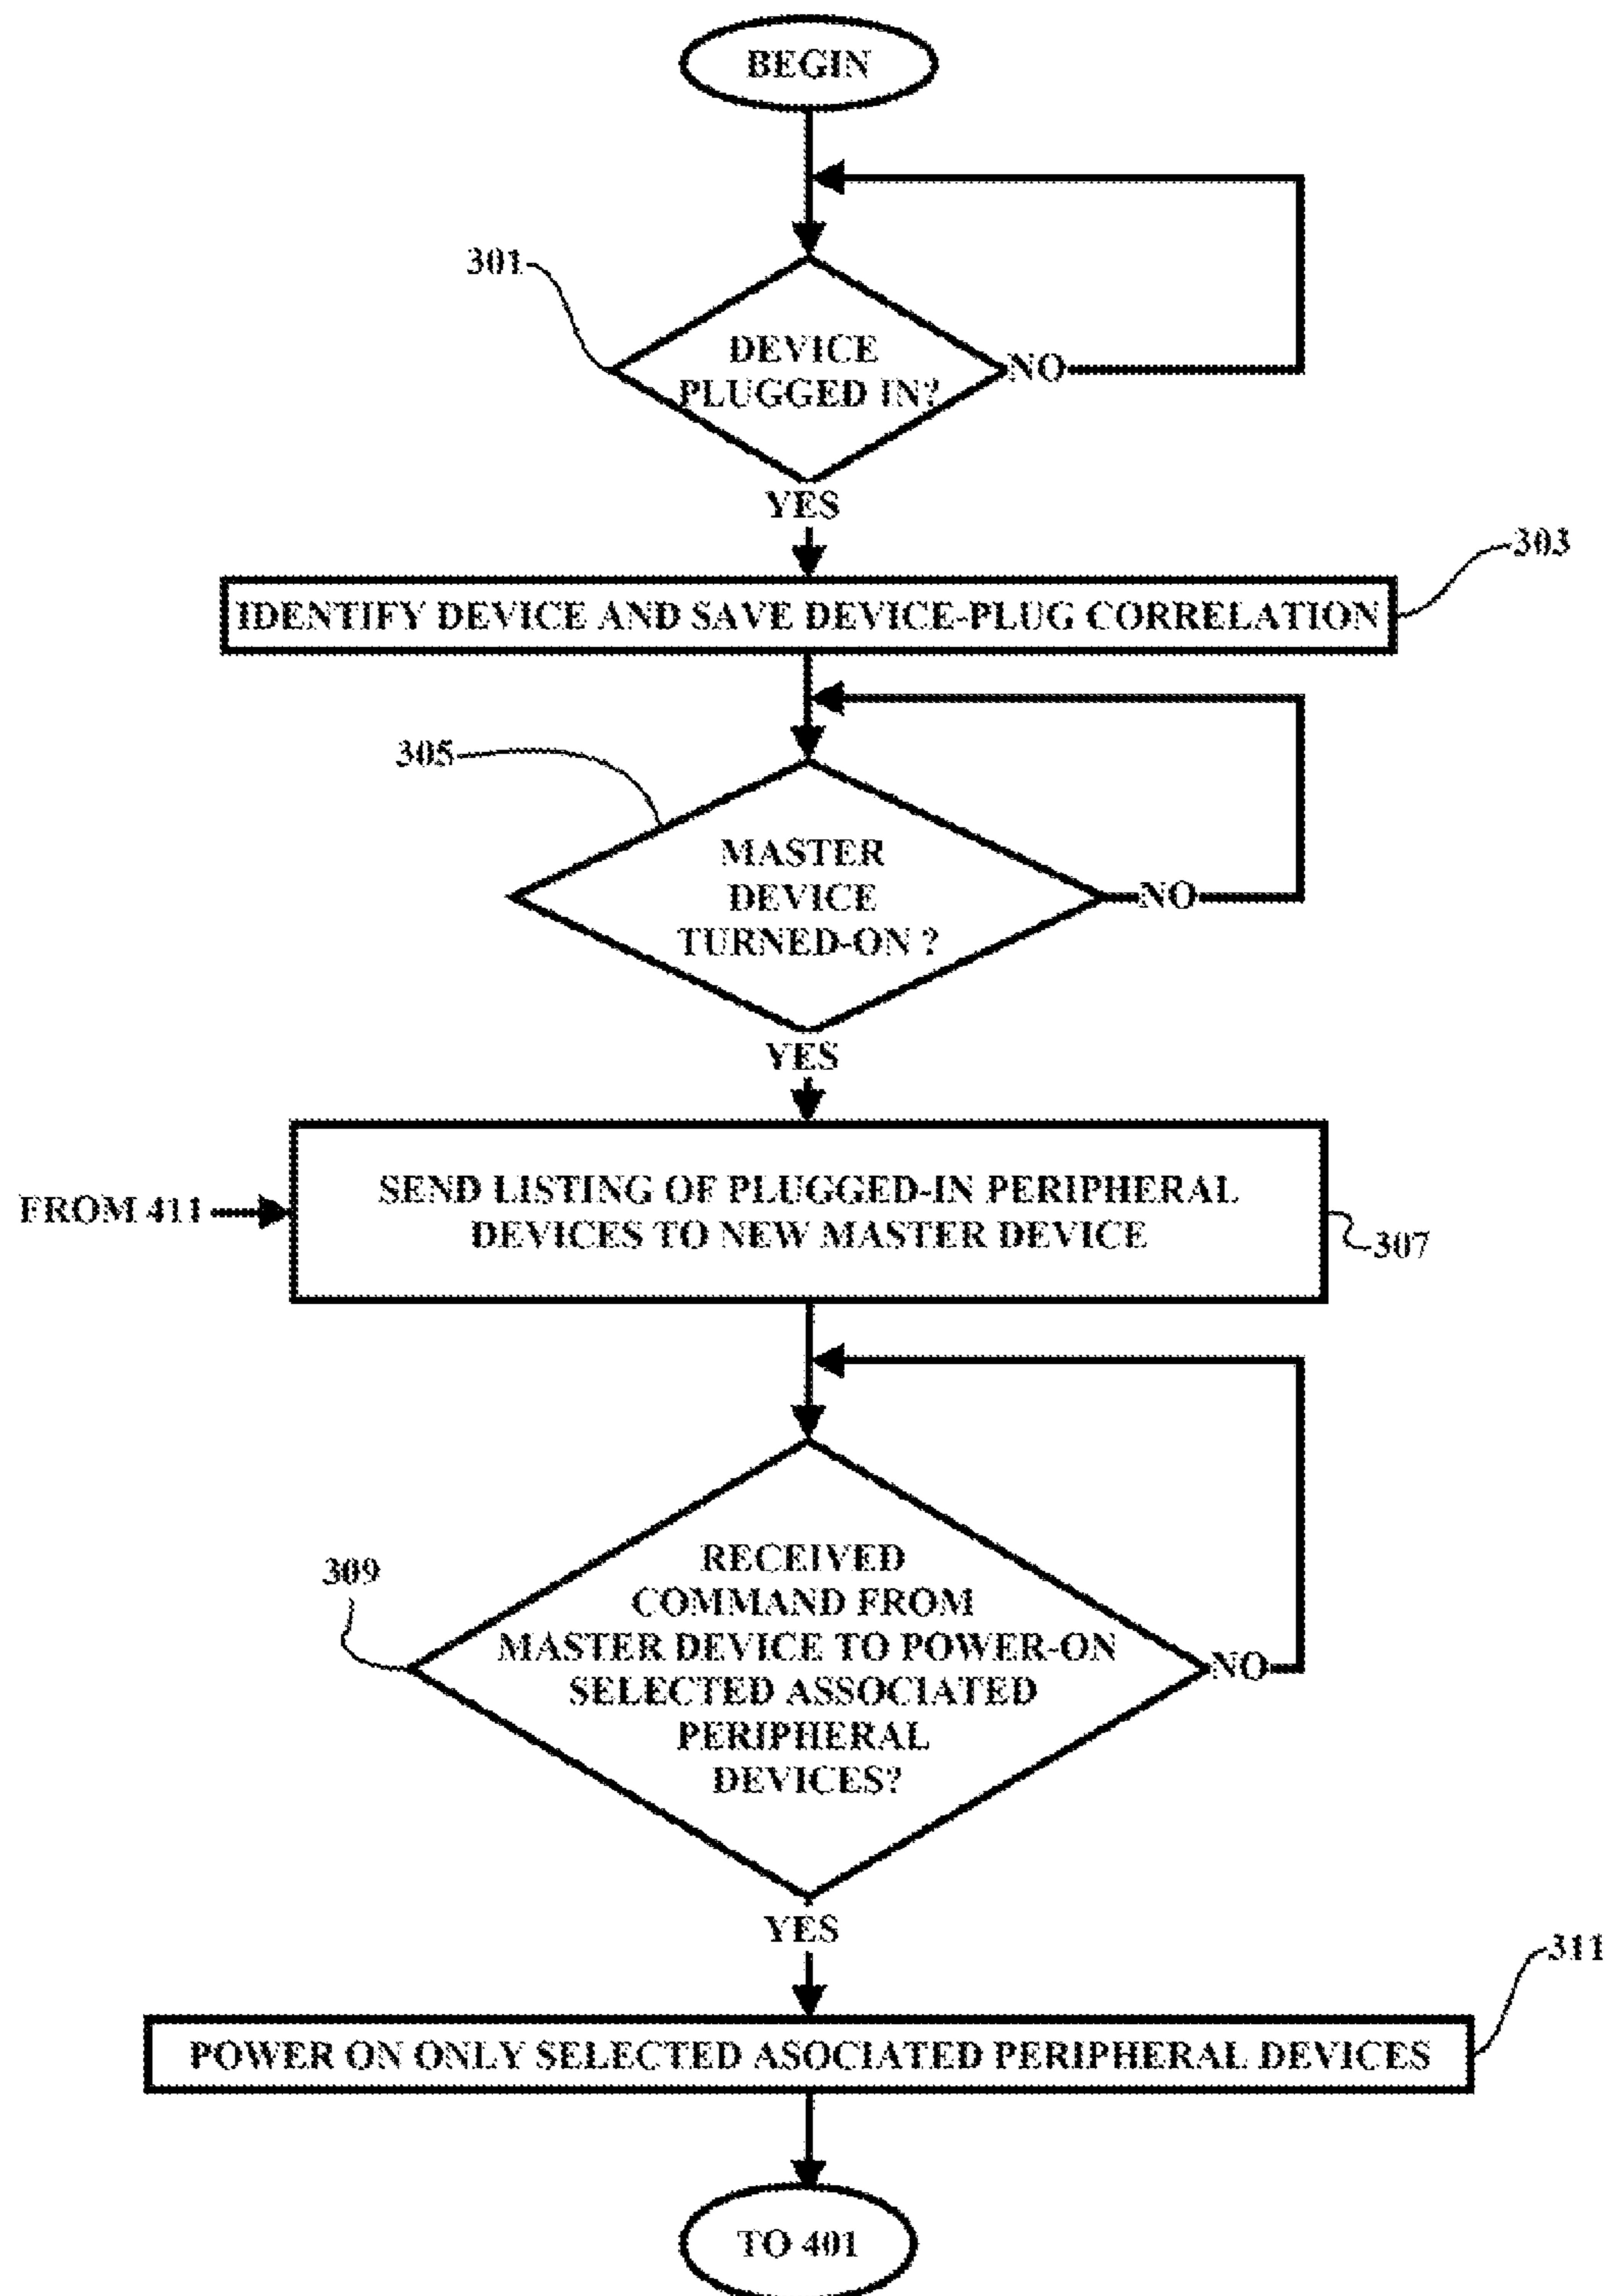 BEGIN
301
DEVICE
PLUGGED IN?
NO
YES
303
IDENTIFY DEVICE AND SAVE DEVICE-PLUG CORRELATION
305
MASTER
DEVICE
TURNED-ON ?
NO
YES
FROM 411
SEND LISTING OF PLUGGED-IN PERIPHERAL
DEVICES TO NEW MASTER DEVICE
307
309
RECEIVED
COMMAND FROM
MASTER DEVICE TO POWER-ON
SELECTED ASSOCIATED
PERIPHERAL
DEVICES?
NO
YES
311
POWER ON ONLY SELECTED ASOCIATED PERIPHERAL DEVICES
TO 401